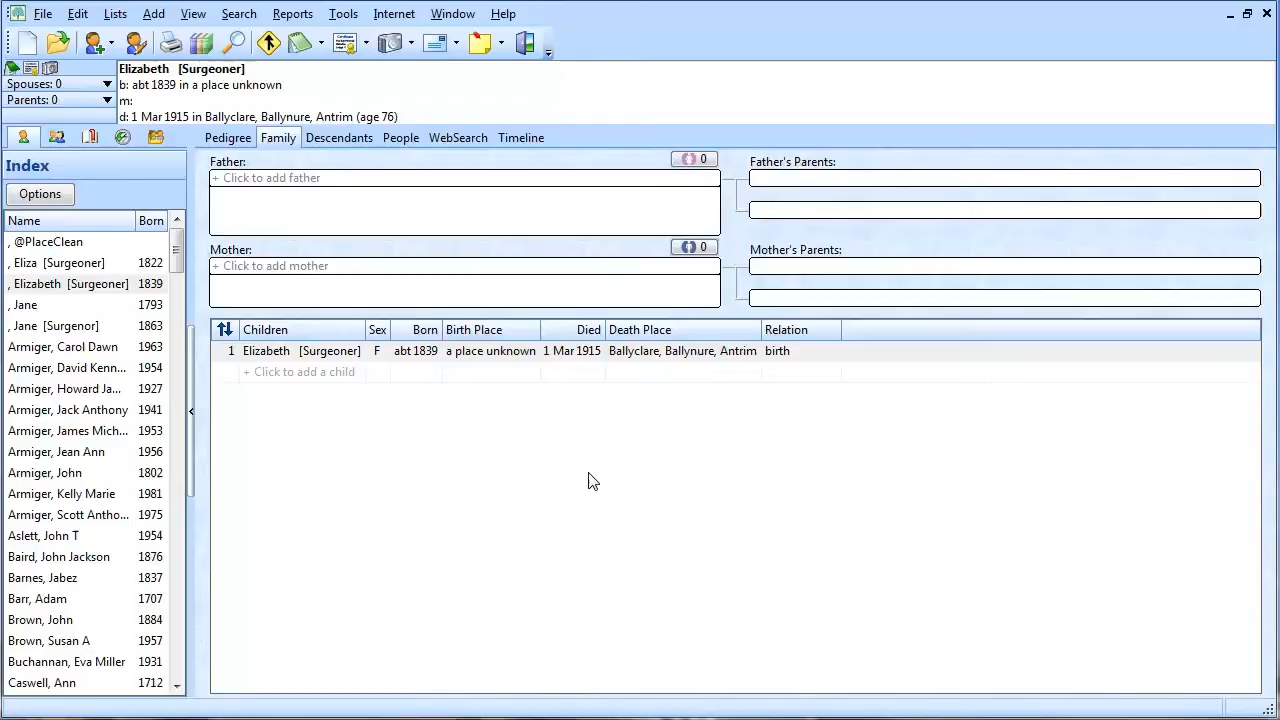 File Edit Lists Add View Search Reports Tools Internet Window Help
Elizabeth [Surgeoner]
Spouses: 0
b: abt 1839 in a place unknown
Parents: 0
m:
d: 1 Mar 1915 in Ballyclare, Ballynure, Antrim (age 76)
Pedigree Family Descendants People WebSearch Timeline
Index
Options
Name Born
, @PlaceClean
, Eliza [Surgeoner] 1822
, Elizabeth [Surgeoner] 1839
, Jane 1793
, Jane [Surgenor] 1863
Armiger, Carol Dawn 1963
Armiger, David Kenn... 1954
Armiger, Howard Ja... 1927
Armiger, Jack Anthony 1941
Armiger, James Mich... 1953
Armiger, Jean Ann 1956
Armiger, John 1802
Armiger, Kelly Marie 1981
Armiger, Scott Antho... 1975
Aslett, John T 1954
Baird, John Jackson 1876
Barnes, Jabez 1837
Barr, Adam 1707
Brown, John 1884
Brown, Susan A 1957
Buchannan, Eva Miller 1931
Caswell, Ann 1712
Father: 0
+ Click to add father
Father's Parents:
Mother: 0
+ Click to add mother
Mother's Parents:
Children Sex Born Birth Place Died Death Place Relation
1 Elizabeth [Surgeoner] F abt 1839 a place unknown 1 Mar 1915 Ballyclare, Ballynure, Antrim birth
+ Click to add a child